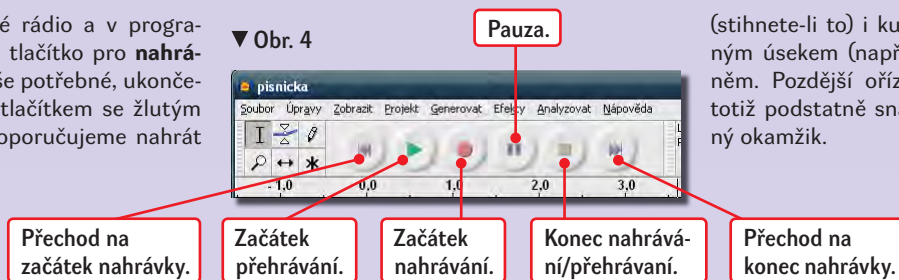 é rádio a v progra-
tlačítko pro nahrá-
še potřebné, ukonče-
tlačítkem se žlutým
oporučujeme nahrát
▼ Obr. 4
Pauza.
(stihnete-li to) i ku
ným úsekem (např
něm. Pozdější oříz
totiž podstatně sna
ný okamžik.
pisnicka
Soubor Úpravy Zobrazit Projekt Generovat Efekty Analyzovat Nápověda
- 1,0 0,0 1,0 2,0 3,0
Přechod na
začátek nahrávky.
Začátek
přehrávání.
Začátek
nahrávání.
Konec nahrává-
ní/přehrávaní.
Přechod na
konec nahrávky.